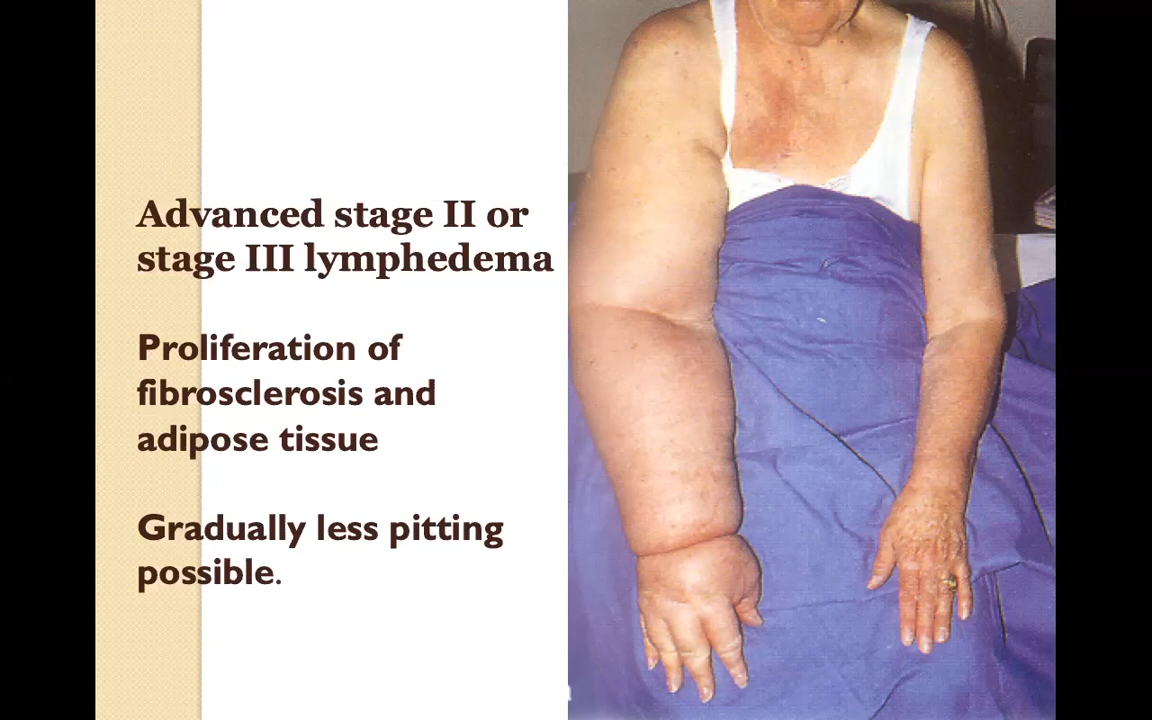 Advanced stage II or
stage III lymphedema
Proliferation of
fibrosclerosis and
adipose tissue
Gradually less pitting
possible.